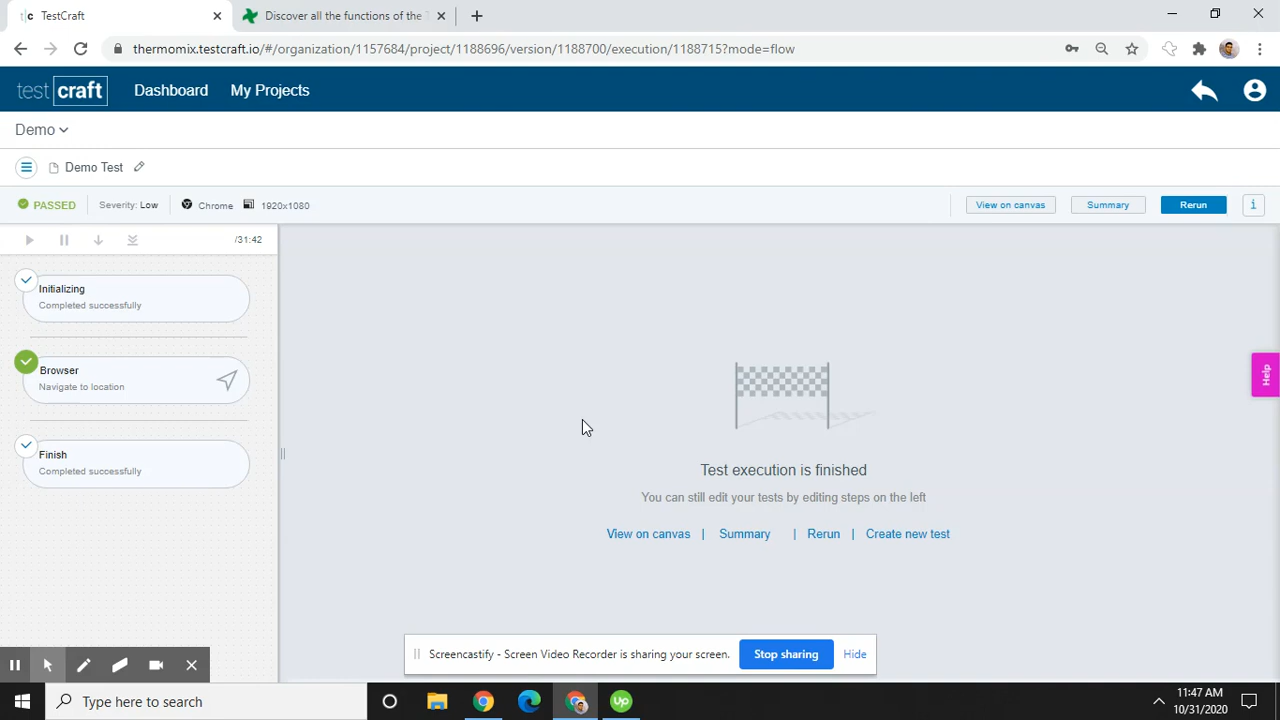 t|c TestCraft
Discover all the functions of the
thermomix.testcraft.io/#/organization/1157684/project/1188696/version/1188700/execution/1188715?mode=flow
test craft Dashboard My Projects
Demo
Demo Test
PASSED Severity: Low Chrome 1920x1080 View on canvas Summary Rerun i
/31:42
Initializing
Completed successfully
Browser
Navigate to location
Finish
Completed successfully
Help
Test execution is finished
You can still edit your tests by editing steps on the left
View on canvas | Summary | Rerun | Create new test
Screencastify - Screen Video Recorder is sharing your screen. Stop sharing Hide
Type here to search
Up
11:47 AM
10/31/2020